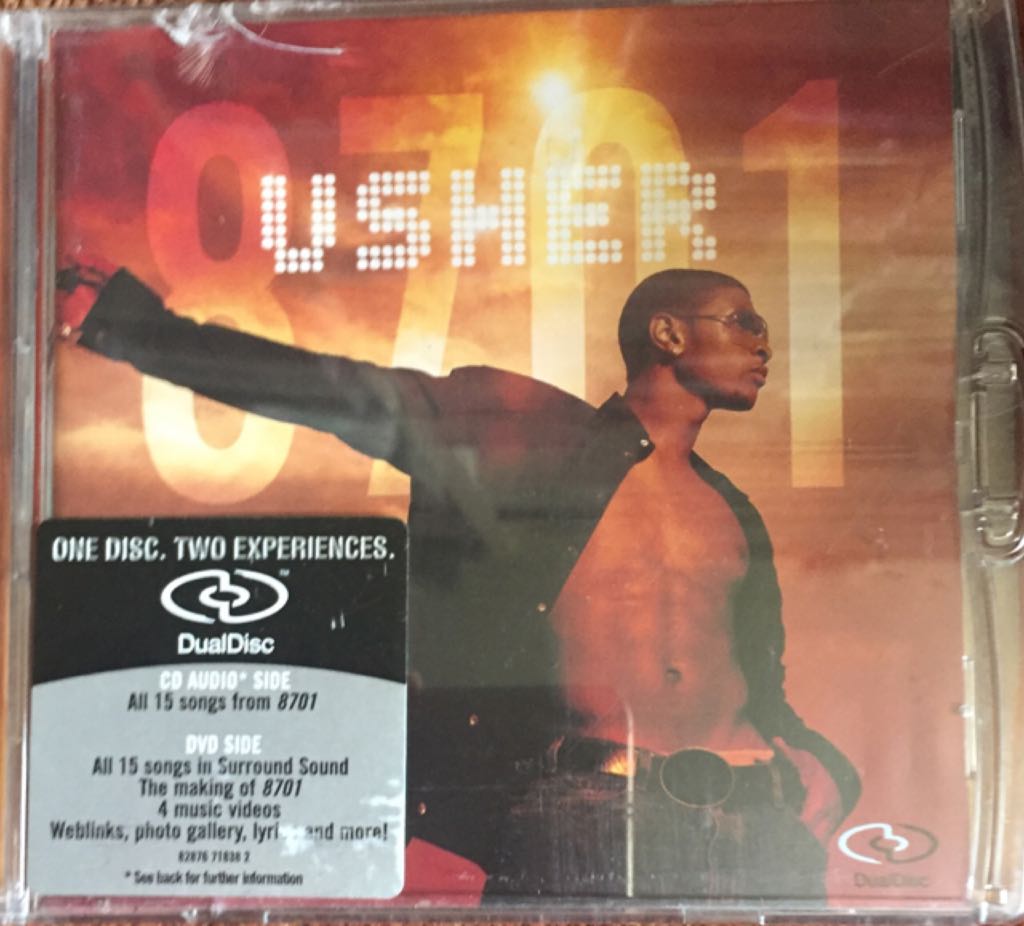 8701
USHER
ONE DISC. TWO EXPERIENCES.
™
DualDisc
CD AUDIO* SIDE
All 15 songs from 8701
DVD SIDE
All 15 songs in Surround Sound
The making of 8701
4 music videos
Weblinks, photo gallery, and more!
82876 71838 2
* See back for further information
DualDisc